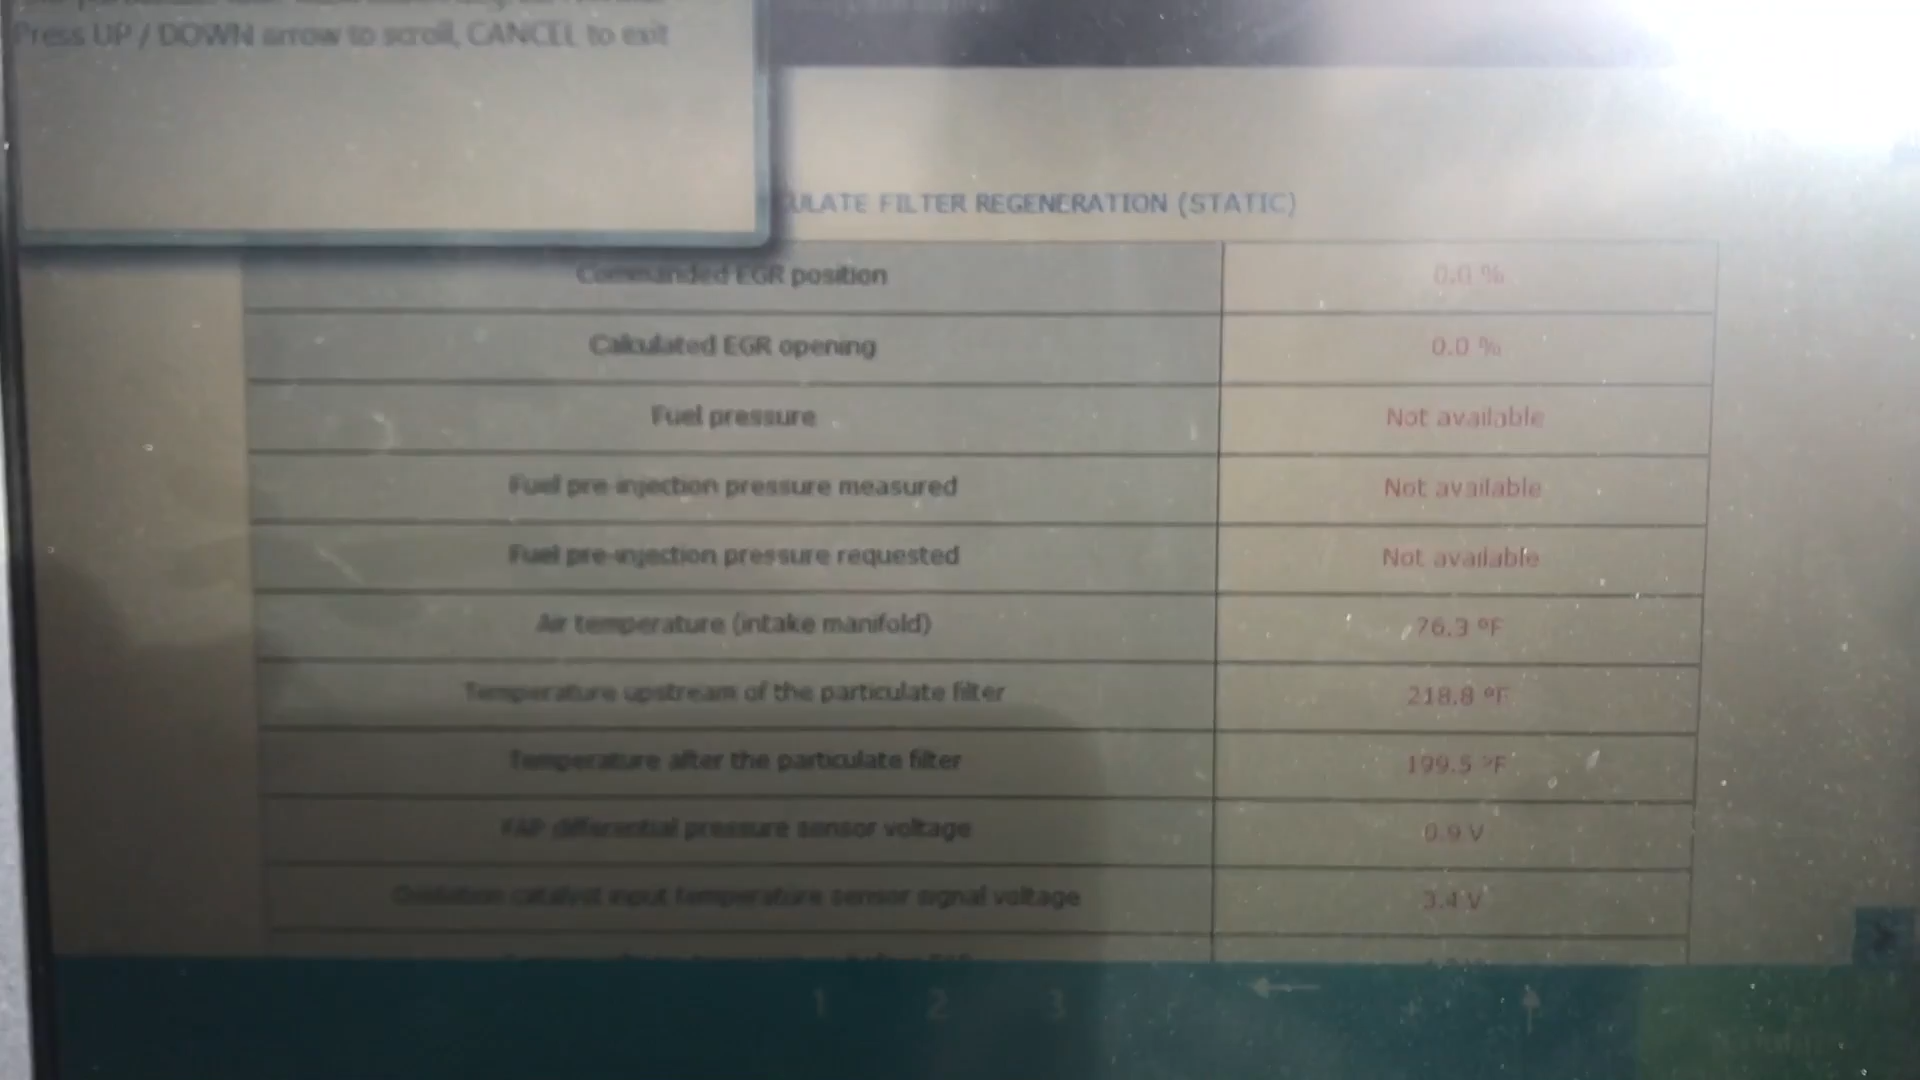 Press UP / DOWN arrow to scroll, CANCEL to exit
ULATE FILTER REGENERATION (STATIC)
Commanded EGR position 0.0 %
Calculated EGR opening 0.0 %
Fuel pressure Not available
Fuel pre-injection pressure measured Not available
Fuel pre-injection pressure requested Not available
Air temperature (intake manifold) 76.3 ºF
Temperature upstream of the particulate filter 218.8 ºF
Temperature after the particulate filter 199.5 ºF
FAP differential pressure sensor voltage 0.9 V
Oxidation catalyst input temperature sensor signal voltage 3.4 V
1 2 3